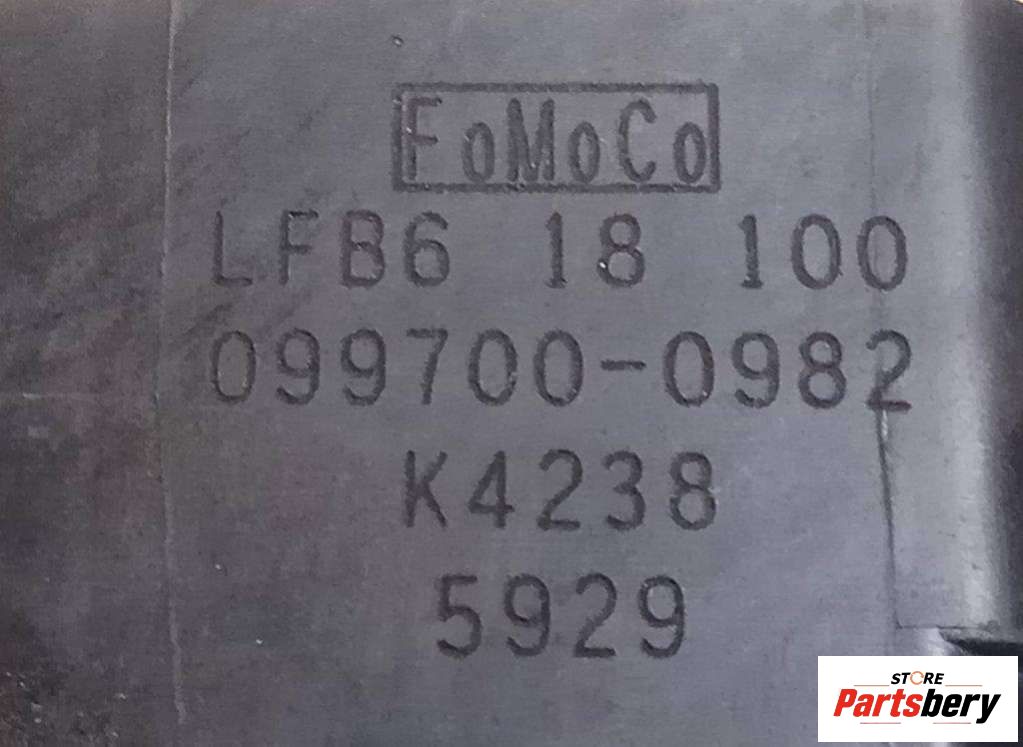 FoMoCo
LFB6 18 100
099700-0982
K4238
5929
STORE
Partsbery